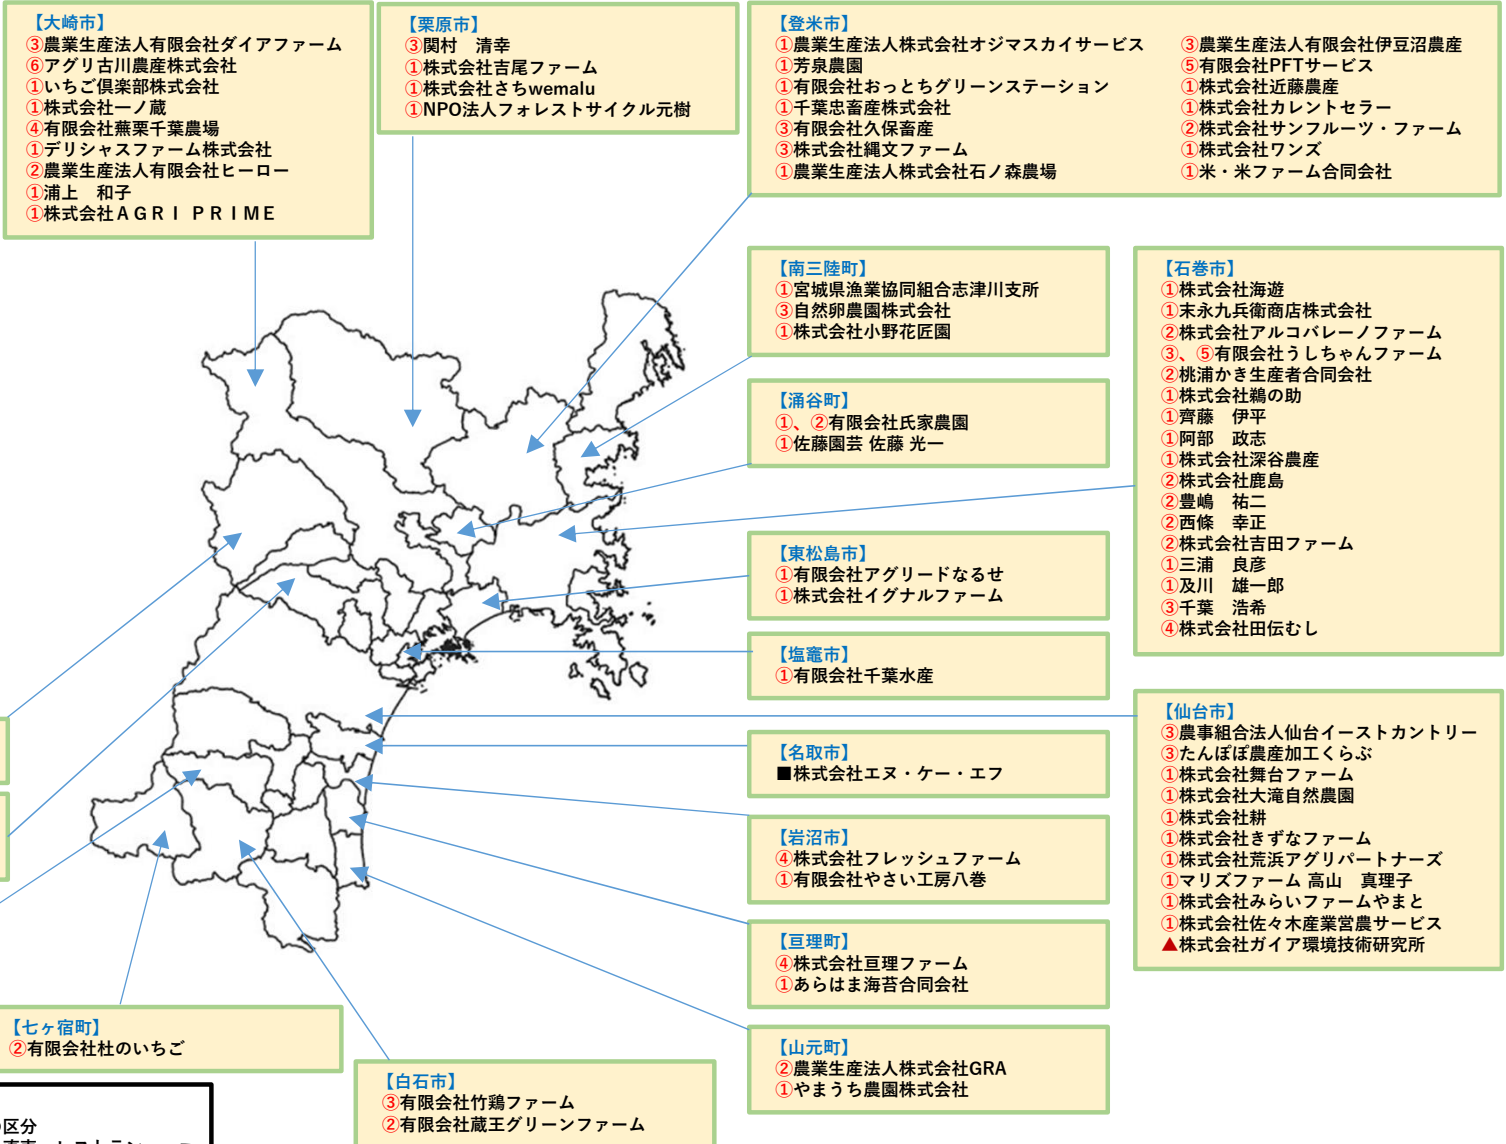 【大崎市】
③農業生産法人有限会社ダイアファーム
⑥アグリ古川農産株式会社
①いちご倶楽部株式会社
①株式会社一ノ蔵
④有限会社蕪栗千葉農場
①デリシャスファーム株式会社
②農業生産法人有限会社ヒーロー
①浦上　和子
①株式会社ＡＧＲＩ ＰＲＩＭＥ
【栗原市】
③関村　清幸
①株式会社吉尾ファーム
①株式会社さちwemalu
①NPO法人フォレストサイクル元樹
【登米市】
①農業生産法人株式会社オジマスカイサービス
①芳泉農園
①有限会社おっとちグリーンステーション
①千葉忠畜産株式会社
③有限会社久保畜産
③株式会社縄文ファーム
①農業生産法人株式会社石ノ森農場
③農業生産法人有限会社伊豆沼農産
⑤有限会社PFTサービス
①株式会社近藤農産
①株式会社カレントセラー
②株式会社サンフルーツ・ファーム
①株式会社ワンズ
①米・米ファーム合同会社
【南三陸町】
①宮城県漁業協同組合志津川支所
③自然卵農園株式会社
①株式会社小野花匠園
【涌谷町】
①、②有限会社氏家農園
①佐藤園芸 佐藤 光一
【石巻市】
①株式会社海遊
①末永九兵衛商店株式会社
②株式会社アルコバレーノファーム
③、⑤有限会社うしちゃんファーム
②桃浦かき生産者合同会社
①株式会社鵜の助
①齊藤　伊平
①阿部　政志
①株式会社深谷農産
②株式会社鹿島
②豊嶋　祐二
②西條　幸正
②株式会社吉田ファーム
①三浦　良彦
①及川　雄一郎
③千葉　浩希
④株式会社田伝むし
【東松島市】
①有限会社アグリードなるせ
①株式会社イグナルファーム
【塩竈市】
①有限会社千葉水産
【仙台市】
③農事組合法人仙台イーストカントリー
③たんぽぽ農産加工くらぶ
①株式会社舞台ファーム
①株式会社大滝自然農園
①株式会社耕
①株式会社きずなファーム
①株式会社荒浜アグリパートナーズ
①マリズファーム 高山　真理子
①株式会社みらいファームやまと
①株式会社佐々木産業営農サービス
▲株式会社ガイア環境技術研究所
【名取市】
■株式会社エヌ・ケー・エフ
【岩沼市】
④株式会社フレッシュファーム
①有限会社やさい工房八巻
【亘理町】
④株式会社亘理ファーム
①あらはま海苔合同会社
【山元町】
②農業生産法人株式会社GRA
①やまうち農園株式会社
【七ヶ宿町】
②有限会社杜のいちご
【白石市】
③有限会社竹鶏ファーム
②有限会社蔵王グリーンファーム
区分